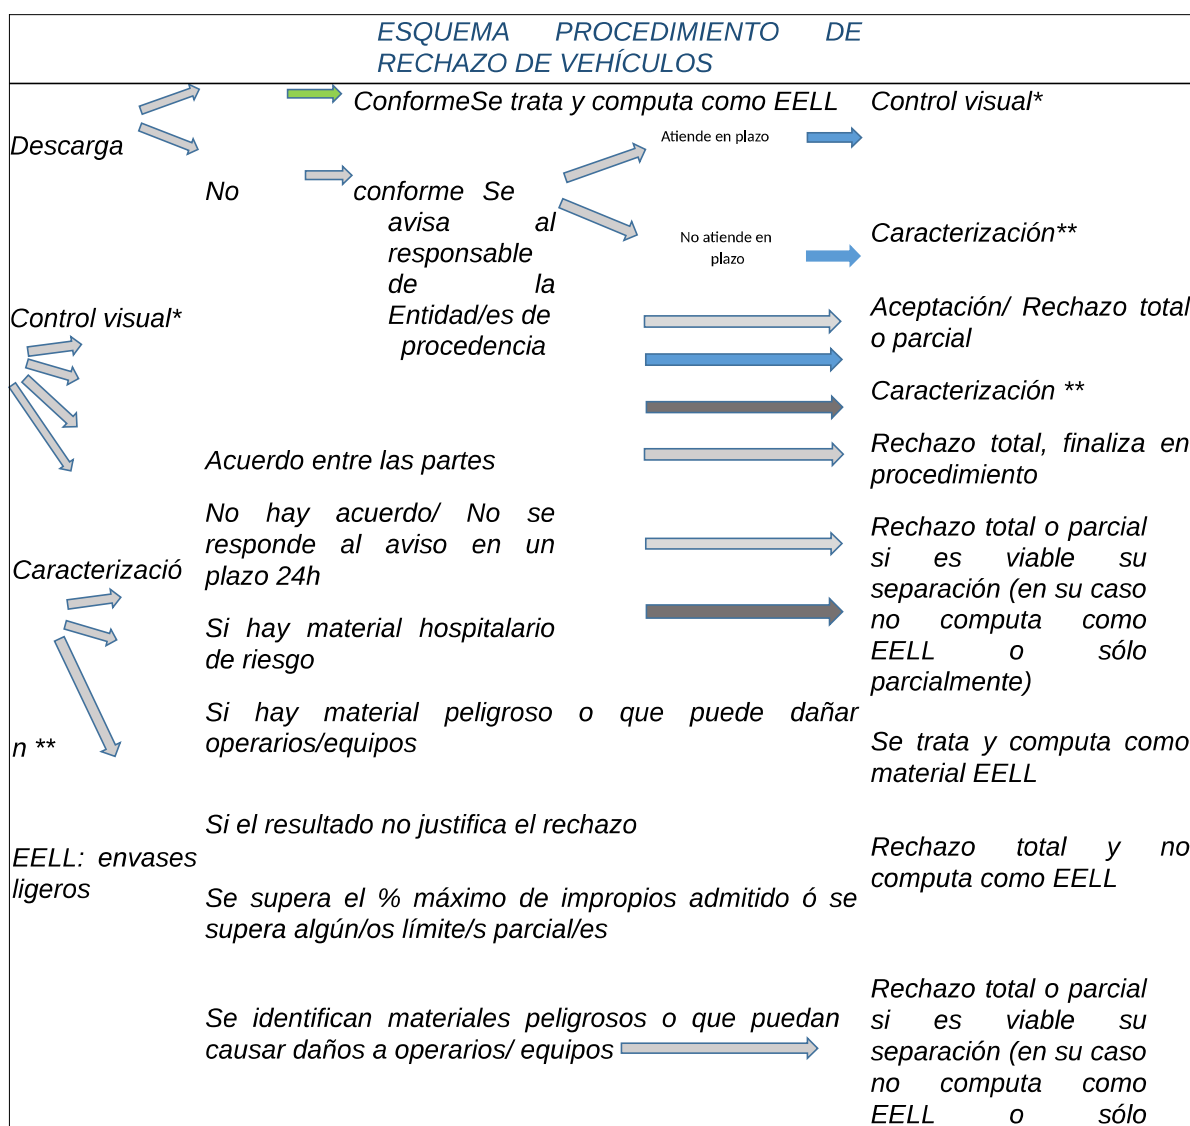 ESQUEMA PROCEDIMIENTO DE
RECHAZO DE VEHÍCULOS
ConformeSe trata y computa como EELL
Control visual*
Descarga
Atiende en plazo
No
conforme Se
avisa al
responsable
de la
Entidad/es de
procedencia
No atiende en
plazo
Caracterización**
Control visual*
Aceptación/ Rechazo total
o parcial
Caracterización **
Acuerdo entre las partes
Rechazo total, finaliza en
procedimiento
No hay acuerdo/ No se
responde al aviso en un
plazo 24h
Rechazo total o parcial
si es viable su
separación (en su caso
no computa como
EELL o sólo
parcialmente)
Caracterizació
n **
Si hay material hospitalario
de riesgo
Si hay material peligroso o que puede dañar
operarios/equipos
Se trata y computa como
material EELL
Si el resultado no justifica el rechazo
EELL: envases
ligeros
Rechazo total y no
computa como EELL
Se supera el % máximo de impropios admitido ó se
supera algún/os límite/s parcial/es
Se identifican materiales peligrosos o que puedan
causar daños a operarios/ equipos
Rechazo total o parcial
si es viable su
separación (en su caso
no computa como
EELL o sólo